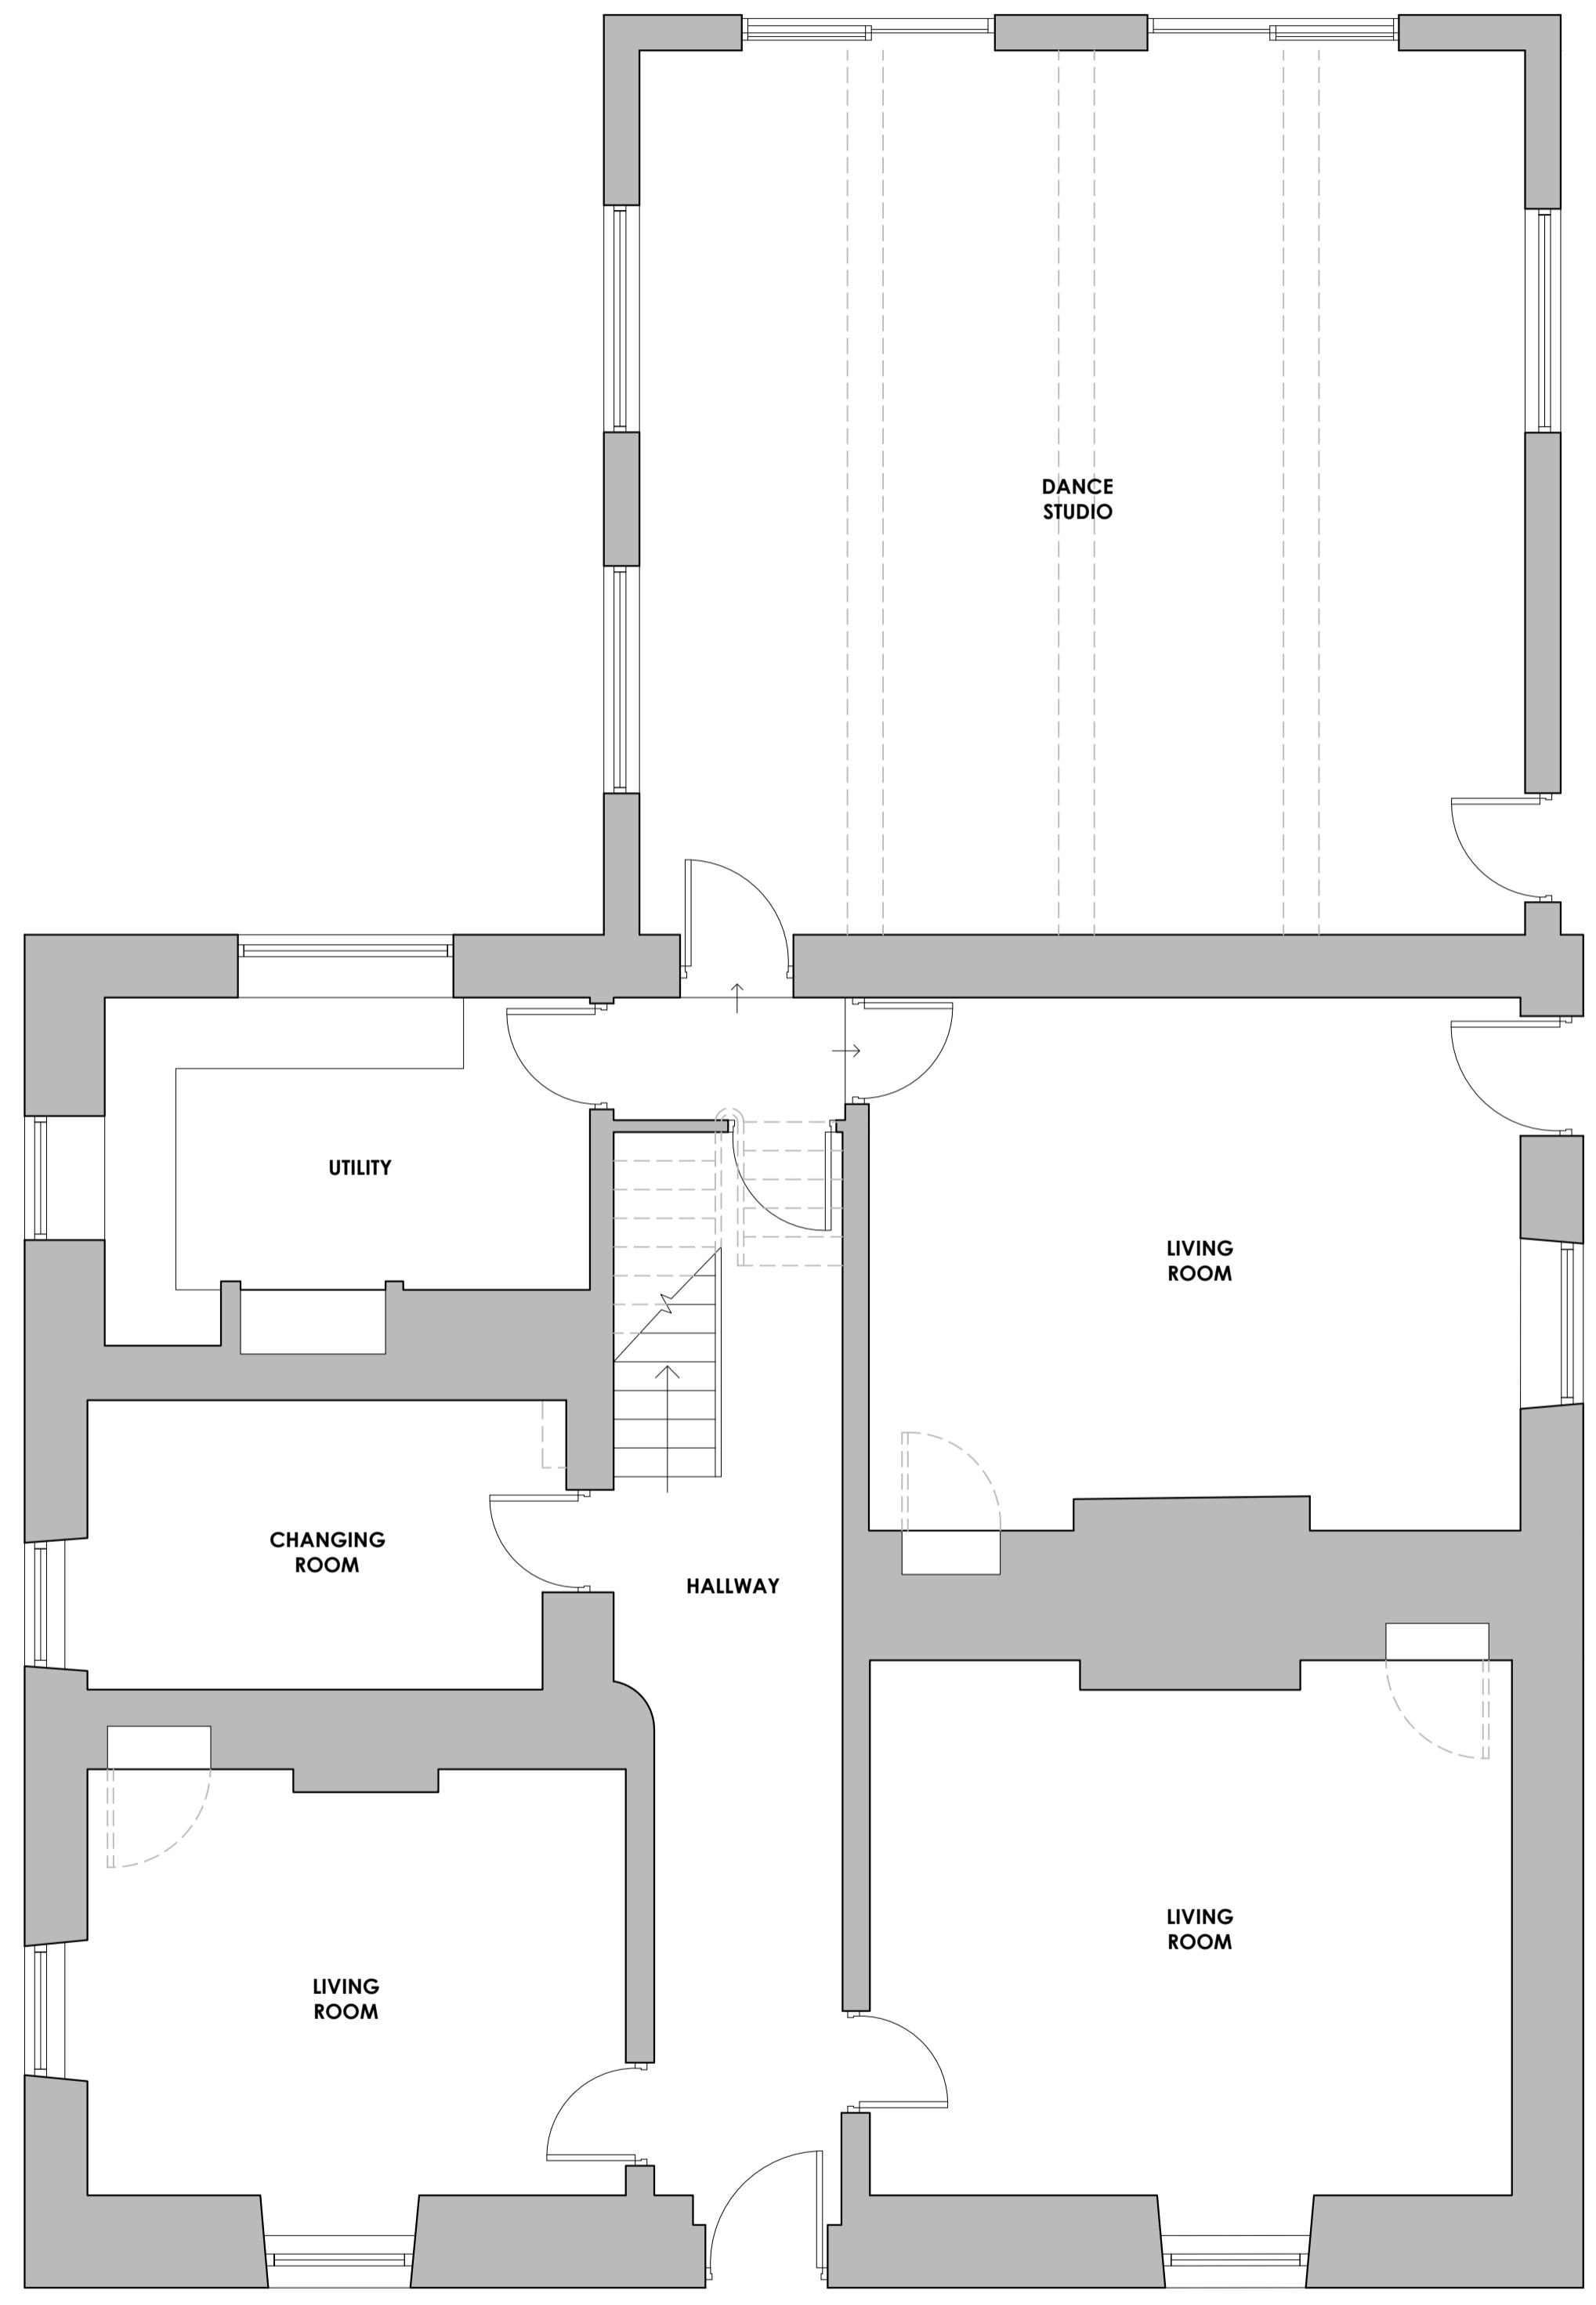 DANCE
STUDIO
UTILITY
LIVING
ROOM
CHANGING
ROOM
HALLWAY
LIVING
ROOM
LIVING
ROOM